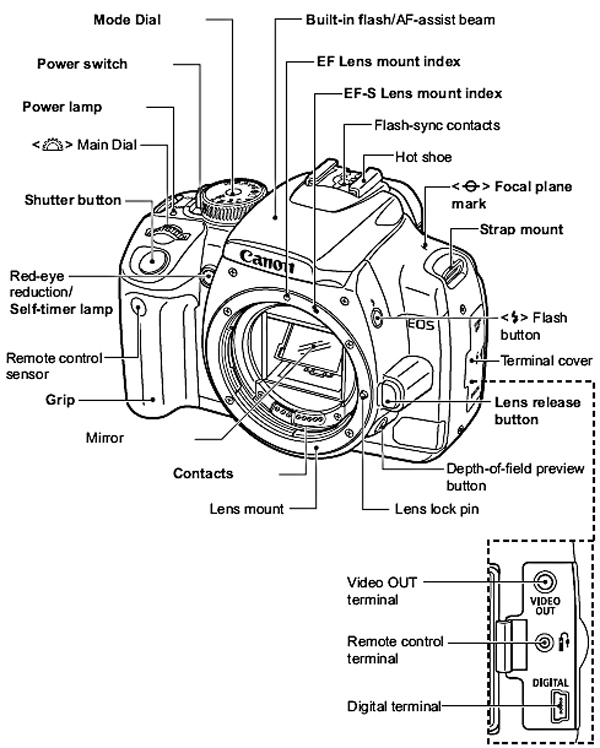 Mode Dial
Built-in flash/AF-assist beam
Power switch
EF Lens mount index
EF-S Lens mount index
Power lamp
Flash-sync contacts
< > Main Dial
Hot shoe
< > Focal plane
mark
Shutter button
Strap mount
Canon
Red-eye
reduction/
Self-timer lamp
EOS
< > Flash
button
Remote control
sensor
Terminal cover
Grip
Lens release
button
Mirror
Contacts
Depth-of-field preview
button
Lens mount
Lens lock pin
Video OUT
terminal
VIDEO
OUT
Remote control
terminal
DIGITAL
Digital terminal